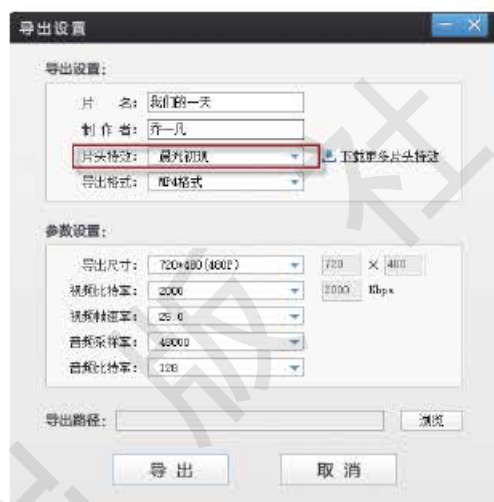 导出设置
导出设置:
片 名: 我们的一天
制作者: 乔一凡
片头特效: 晨光初现 下载更多片头特效
导出格式: MP4格式
参数设置:
导出尺寸: 720*480(480P) 720 × 480
视频比特率: 2000 2000 Kbps
视频帧速率: 25.0
音频采样率: 48000
音频比特率: 128
导出路径: 浏览
导出 取消